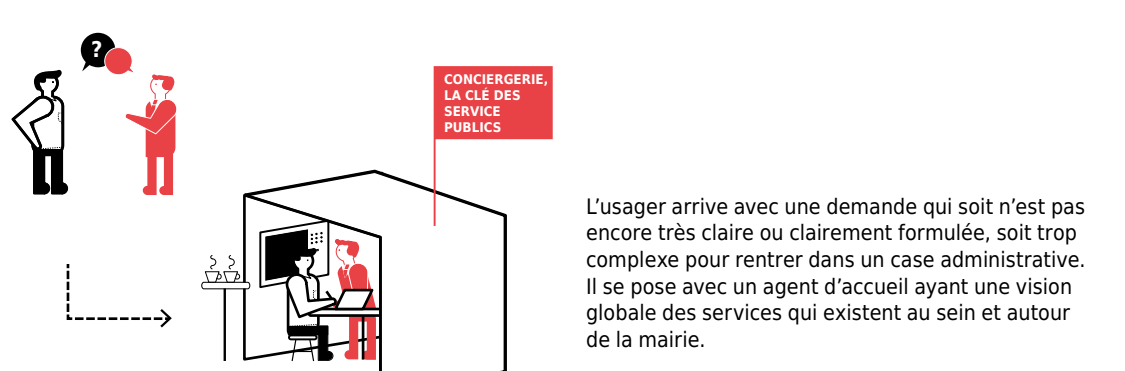 ?
CONCIERGERIE,
LA CLÉ DES
SERVICE
PUBLICS
L’usager arrive avec une demande qui soit n’est pas
encore très claire ou clairement formulée, soit trop
complexe pour rentrer dans un case administrative.
Il se pose avec un agent d’accueil ayant une vision
globale des services qui existent au sein et autour
de la mairie.